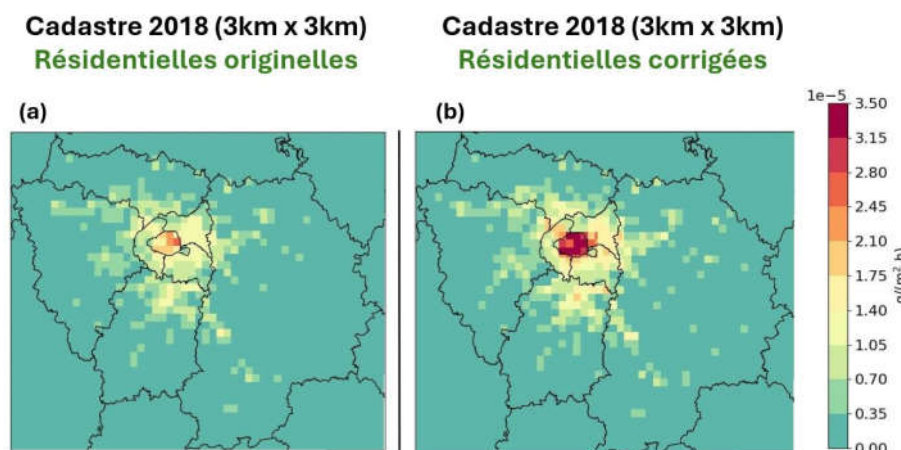 Cadastre 2018 (3km x 3km)
Résidentielles originelles
Cadastre 2018 (3km x 3km)
Résidentielles corrigées
(a)
(b)
1e−5
3.50
3.15
2.80
2.45
2.10
1.75
1.40
1.05
0.70
0.35
0.00
g/(m².h)